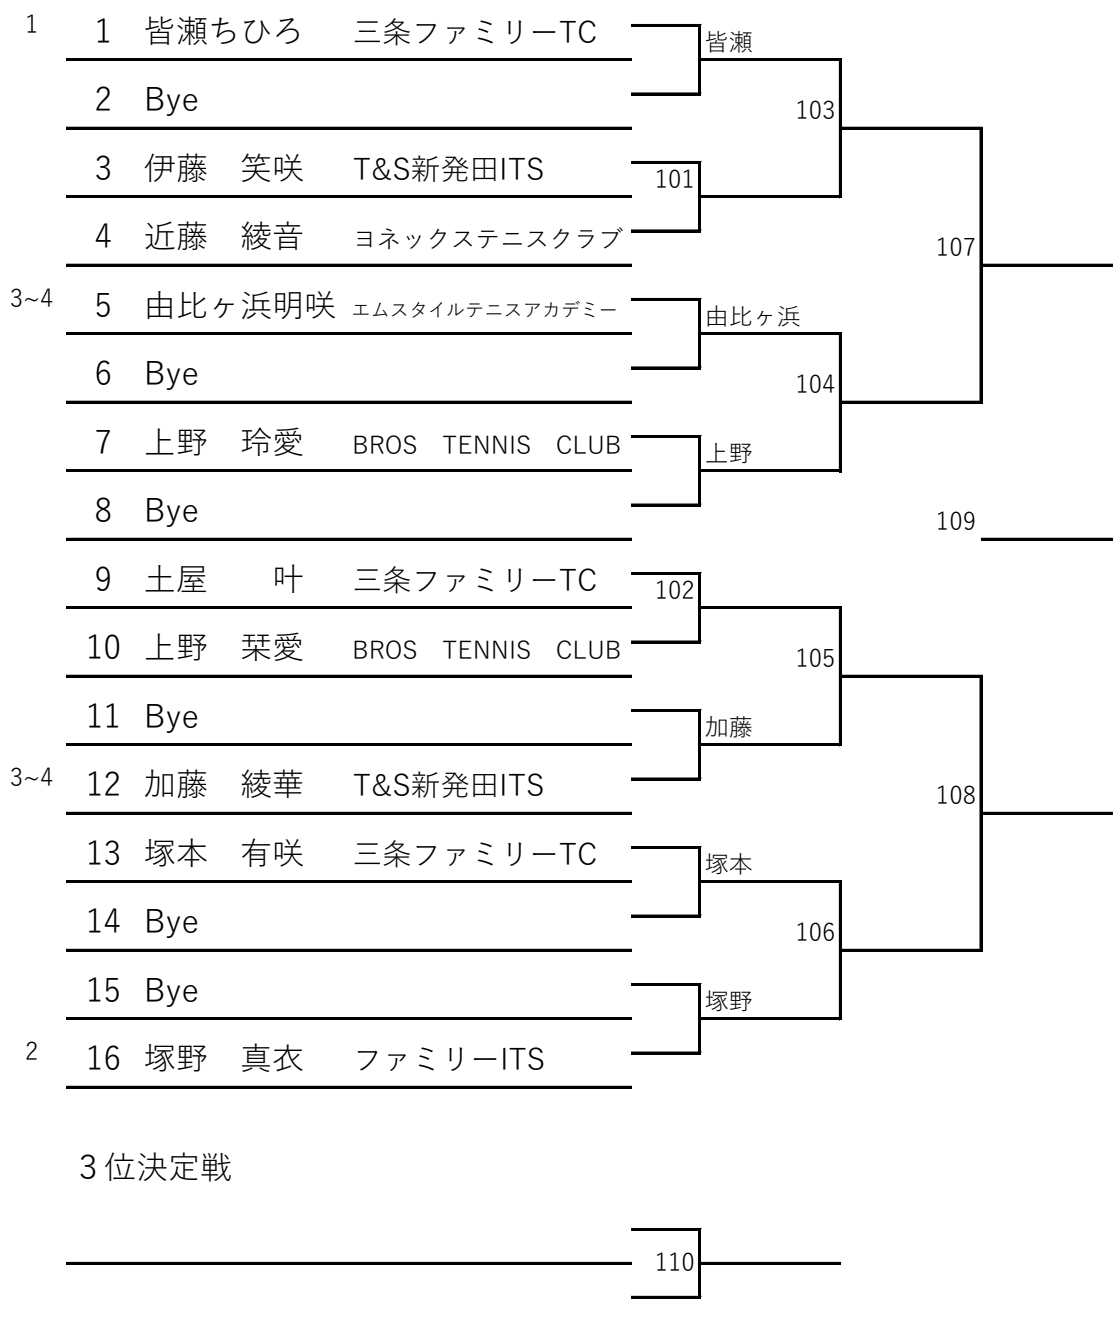 1 1 皆瀬ちひろ 三条ファミリーTC
皆瀬
2 Bye
103
3 伊藤　笑咲 T&S新発田ITS
101
4 近藤　綾音 ヨネックステニスクラブ
107
3~4 5 由比ヶ浜明咲 エムスタイルテニスアカデミー
由比ヶ浜
6 Bye
104
7 上野　玲愛 BROS　TENNIS　CLUB
上野
8 Bye
109
9 土屋　　叶 三条ファミリーTC
102
10 上野　栞愛 BROS　TENNIS　CLUB
105
11 Bye
加藤
3~4 12 加藤　綾華 T&S新発田ITS
108
13 塚本　有咲 三条ファミリーTC
塚本
14 Bye
106
15 Bye
塚野
2 16 塚野　真衣 ファミリーITS
３位決定戦
110